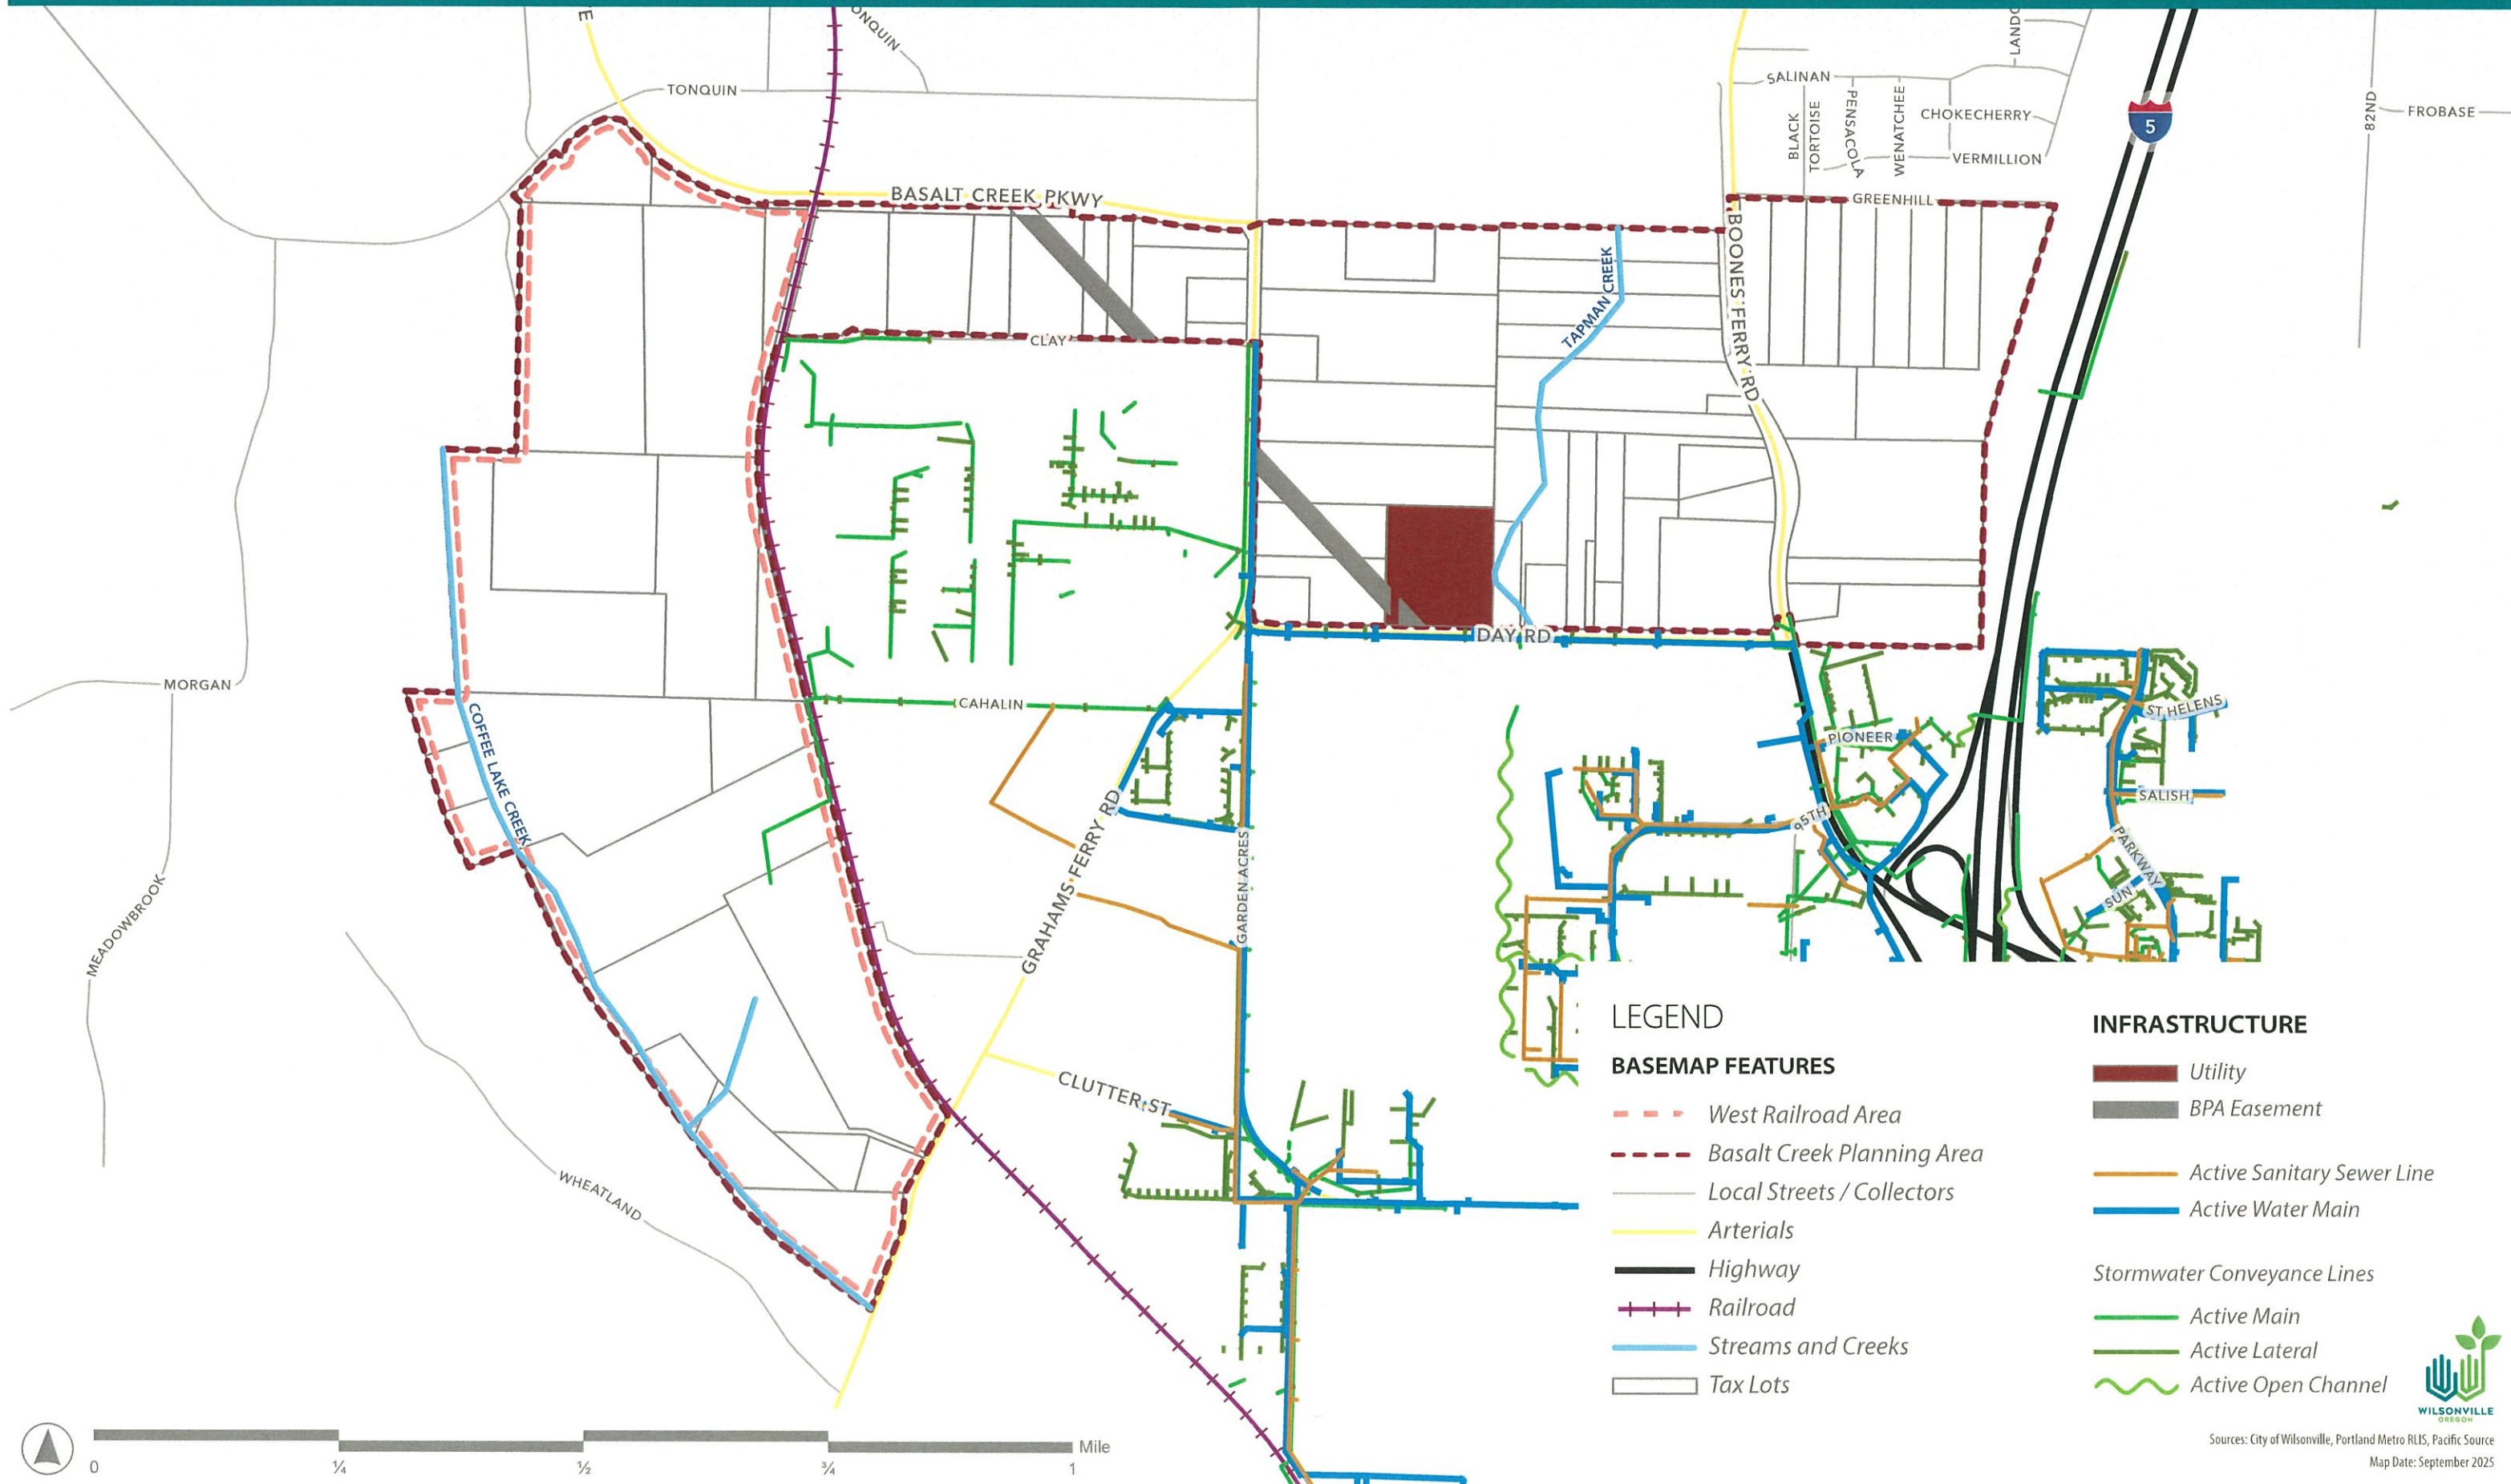 E
ONQUIN
TONQUIN
LAND
SALINAN
BLACK
TORTOISE
PENSACOLA
WENATCHEE
CHOKECHERRY
VERMILLION
5
82ND
FROBASE
BASALT CREEK PKWY
GREENHILL
BOONES FERRY RD
TAPMAN CREEK
CLAY
DAY RD
MORGAN
CAHALIN
COFFEE LAKE CREEK
PIONEER
ST HELENS
SALISH
95TH
PARKWAY
SUN
GRAHAMS FERRY RD
GARDEN ACRES
MEADOWBROOK
CLUTTER ST
WHEATLAND
LEGEND
BASEMAP FEATURES
West Railroad Area
Basalt Creek Planning Area
Local Streets / Collectors
Arterials
Highway
Railroad
Streams and Creeks
Tax Lots
INFRASTRUCTURE
Utility
BPA Easement
Active Sanitary Sewer Line
Active Water Main
Stormwater Conveyance Lines
Active Main
Active Lateral
Active Open Channel
WILSONVILLE
OREGON
Sources: City of Wilsonville, Portland Metro RLIS, Pacific Source
Map Date: September 2025
Mile
0 ¼ ½ ¾ 1